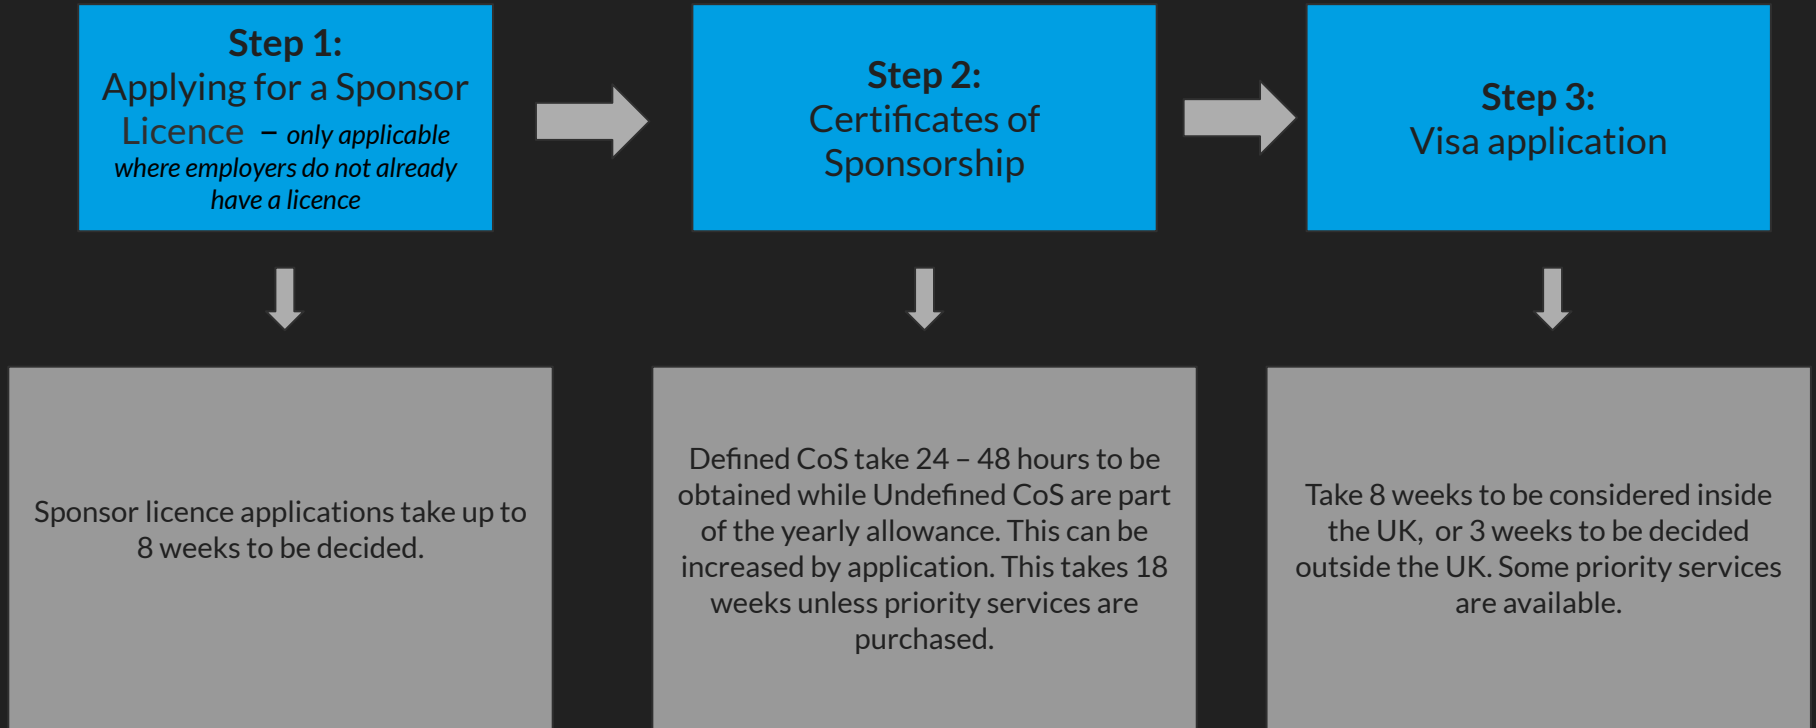 Step 1:
Applying for a Sponsor
Licence – only applicable
where employers do not already
have a licence
Step 2:
Certificates of
Sponsorship
Step 3:
Visa application
Sponsor licence applications take up to
8 weeks to be decided.
Defined CoS take 24 – 48 hours to be
obtained while Undefined CoS are part
of the yearly allowance. This can be
increased by application. This takes 18
weeks unless priority services are
purchased.
Take 8 weeks to be considered inside
the UK, or 3 weeks to be decided
outside the UK. Some priority services
are available.